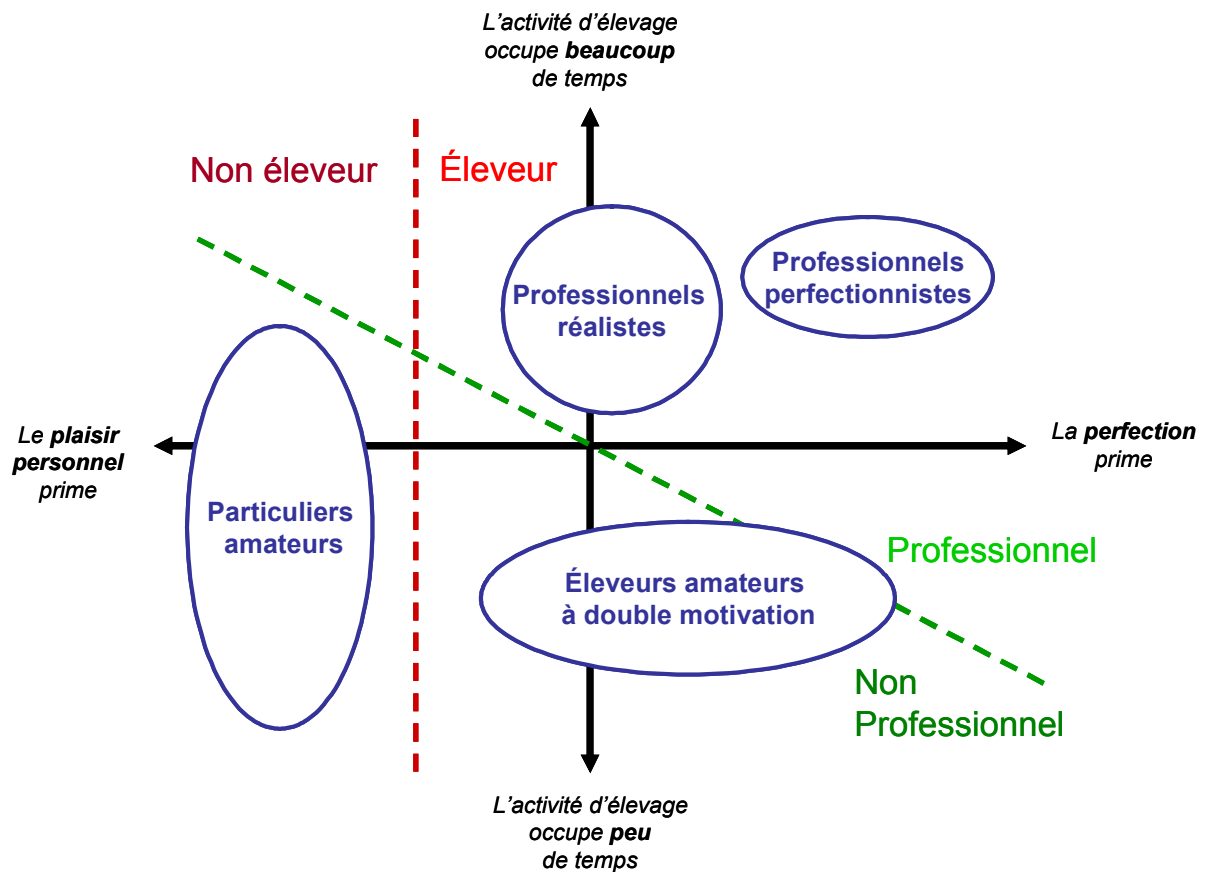 L’activité d’élevage
occupe beaucoup
de temps
Non éleveur
Éleveur
Professionnels
perfectionnistes
Professionnels
réalistes
Le plaisir
personnel
prime
La perfection
prime
Particuliers
amateurs
Professionnel
Éleveurs amateurs
à double motivation
Non
Professionnel
L’activité d’élevage
occupe peu
de temps